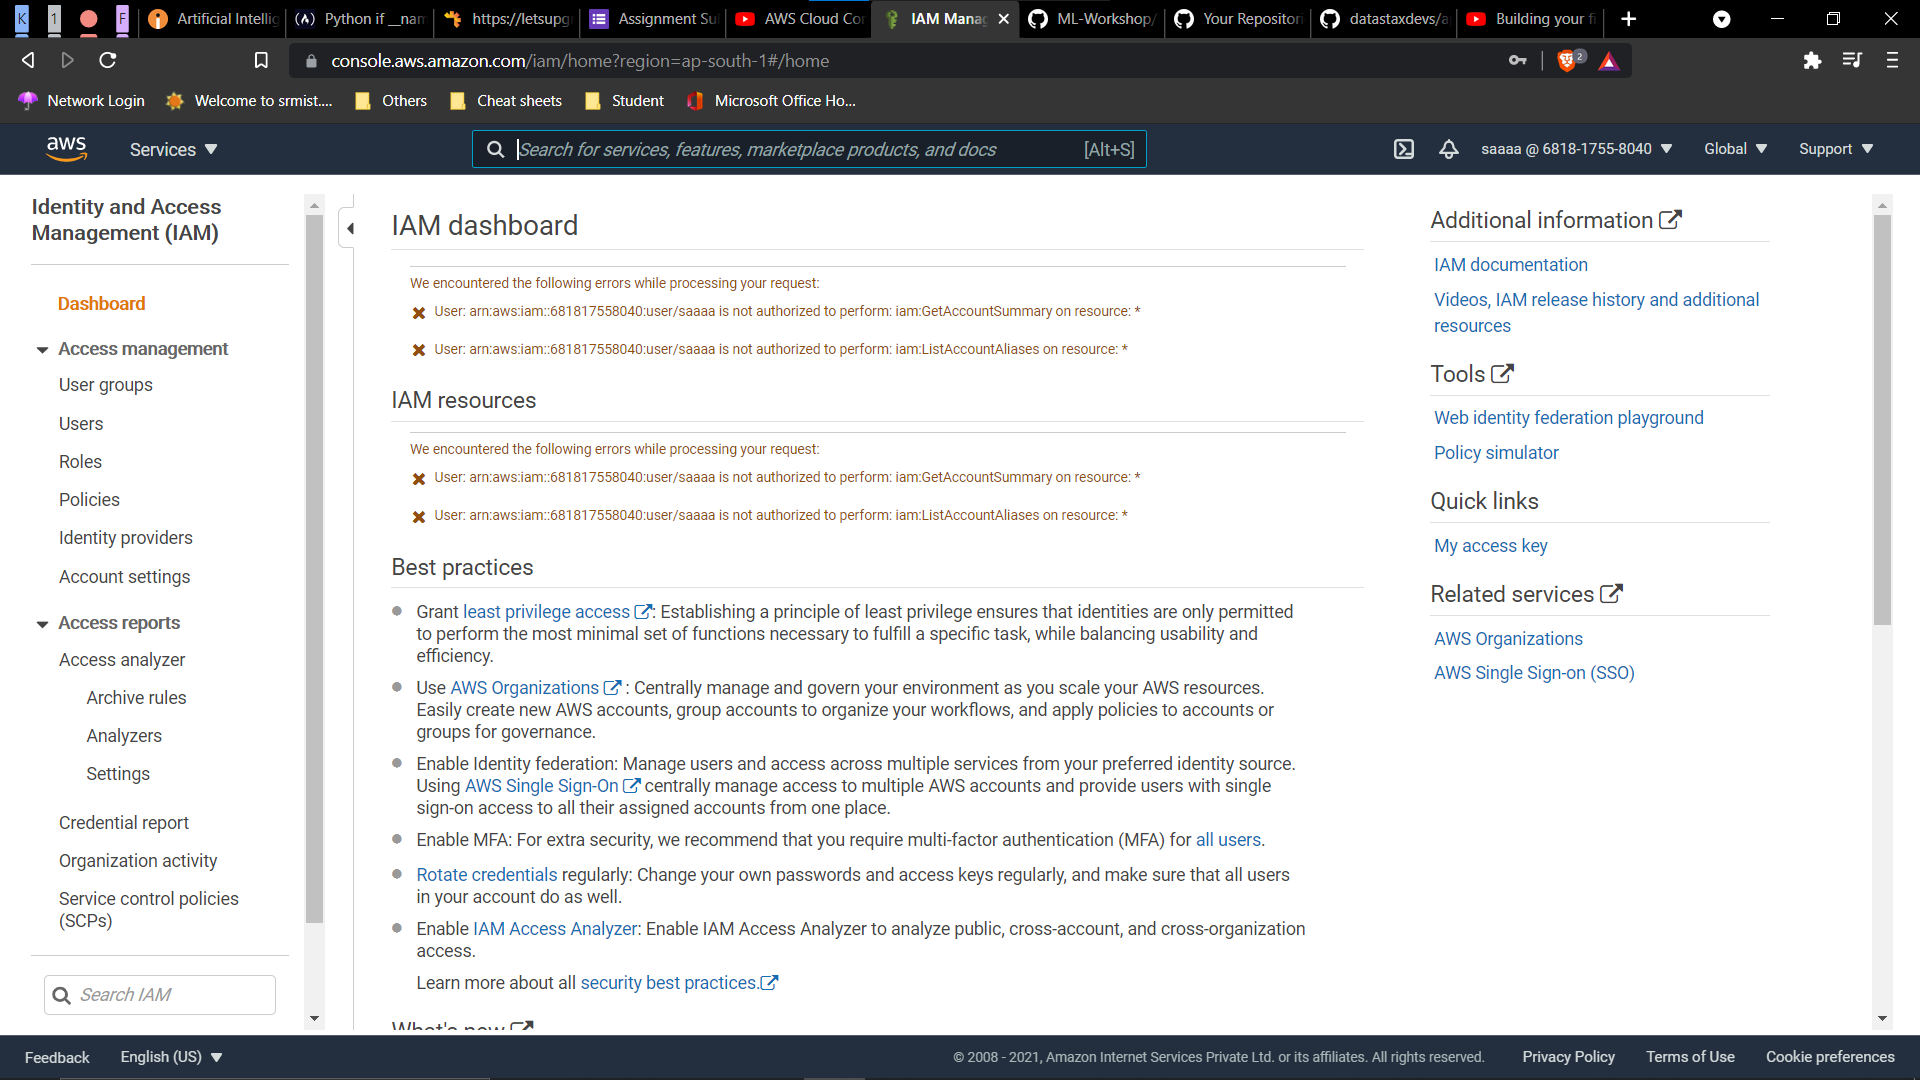 K
1
F
Artificial Intellig
Python if __nam
https://letsupg
Assignment Sul
AWS Cloud Con
IAM Manag
ML-Workshop/
Your Repositori
datastaxdevs/a
Building your fi
console.aws.amazon.com/iam/home?region=ap-south-1#/home
2
Network Login
Welcome to srmist....
Others
Cheat sheets
Student
Microsoft Office Ho...
aws
Services
Search for services, features, marketplace products, and docs
[Alt+S]
saaaa @ 6818-1755-8040
Global
Support
Identity and Access
Management (IAM)
Dashboard
Access management
User groups
Users
Roles
Policies
Identity providers
Account settings
Access reports
Access analyzer
Archive rules
Analyzers
Settings
Credential report
Organization activity
Service control policies
(SCPs)
Search IAM
IAM dashboard
We encountered the following errors while processing your request:
User: arn:aws:iam::681817558040:user/saaaa is not authorized to perform: iam:GetAccountSummary on resource: *
User: arn:aws:iam::681817558040:user/saaaa is not authorized to perform: iam:ListAccountAliases on resource: *
IAM resources
We encountered the following errors while processing your request:
User: arn:aws:iam::681817558040:user/saaaa is not authorized to perform: iam:GetAccountSummary on resource: *
User: arn:aws:iam::681817558040:user/saaaa is not authorized to perform: iam:ListAccountAliases on resource: *
Best practices
Grant least privilege access : Establishing a principle of least privilege ensures that identities are only permitted
to perform the most minimal set of functions necessary to fulfill a specific task, while balancing usability and
efficiency.
Use AWS Organizations : Centrally manage and govern your environment as you scale your AWS resources.
Easily create new AWS accounts, group accounts to organize your workflows, and apply policies to accounts or
groups for governance.
Enable Identity federation: Manage users and access across multiple services from your preferred identity source.
Using AWS Single Sign-On centrally manage access to multiple AWS accounts and provide users with single
sign-on access to all their assigned accounts from one place.
Enable MFA: For extra security, we recommend that you require multi-factor authentication (MFA) for all users.
Rotate credentials regularly: Change your own passwords and access keys regularly, and make sure that all users
in your account do as well.
Enable IAM Access Analyzer: Enable IAM Access Analyzer to analyze public, cross-account, and cross-organization
access.
Learn more about all security best practices.
What's new
Additional information
IAM documentation
Videos, IAM release history and additional
resources
Tools
Web identity federation playground
Policy simulator
Quick links
My access key
Related services
AWS Organizations
AWS Single Sign-on (SSO)
Feedback
English (US)
© 2008 - 2021, Amazon Internet Services Private Ltd. or its affiliates. All rights reserved.
Privacy Policy
Terms of Use
Cookie preferences